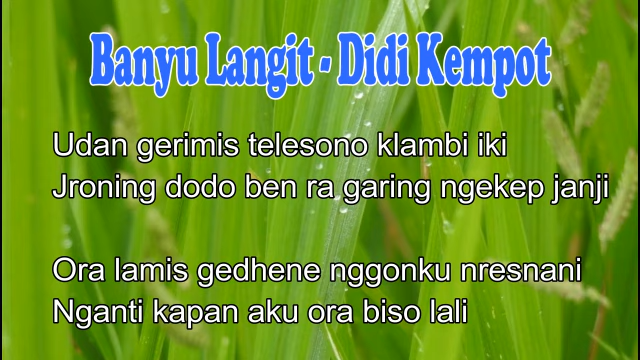 Banyu Langit - Didi Kempot
Udan gerimis telesono klambi iki
Jroning dodo ben ra garing ngekep janji
Ora lamis gedhene nggonku nresnani
Nganti kapan aku ora biso lali